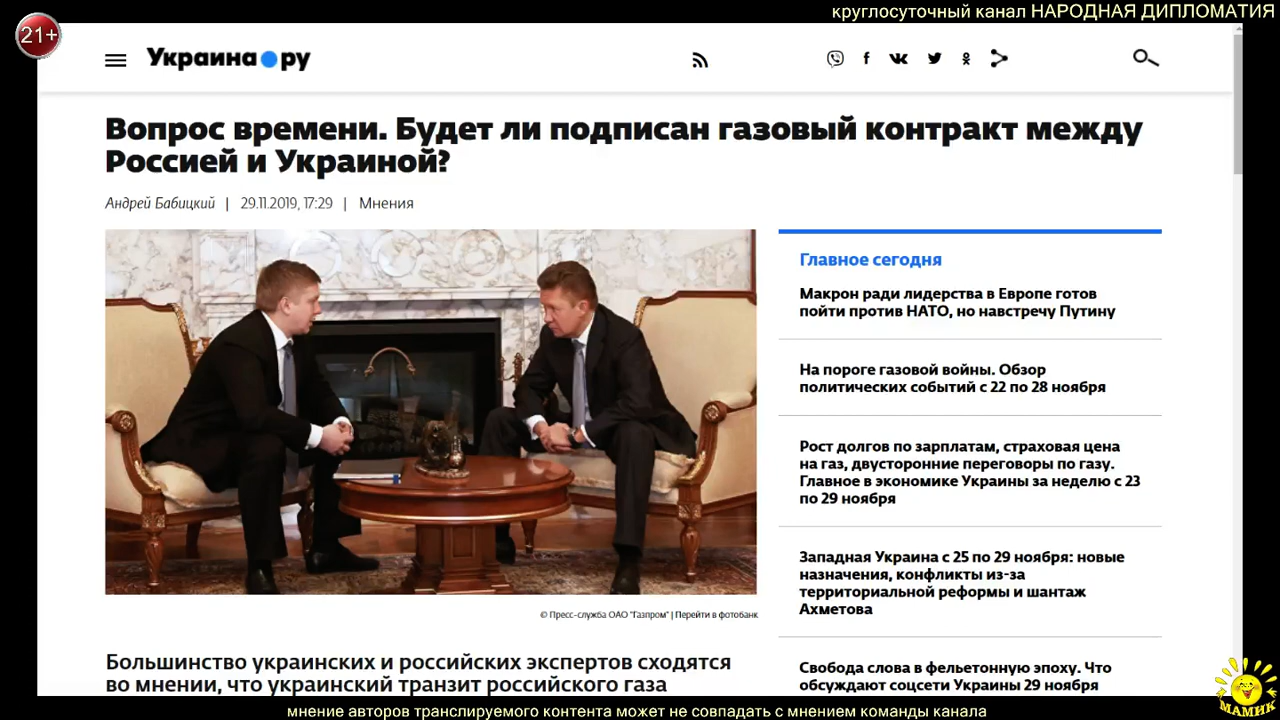 круглосуточный канал НАРОДНАЯ ДИПЛОМАТИЯ
21+
Украина ру
Вопрос времени. Будет ли подписан газовый контракт между
Россией и Украиной?
Андрей Бабицкий | 29.11.2019, 17:29 | Мнения
Главное сегодня
Макрон ради лидерства в Европе готов
пойти против НАТО, но навстречу Путину
На пороге газовой войны. Обзор
политических событий с 22 по 28 ноября
Рост долгов по зарплатам, страховая цена
на газ, двусторонние переговоры по газу.
Главное в экономике Украины за неделю с 23
по 29 ноября
Западная Украина с 25 по 29 ноября: новые
назначения, конфликты из-за
территориальной реформы и шантаж
Ахметова
Свобода слова в фельетонную эпоху. Что
обсуждают соцсети Украины 29 ноября
© Пресс-служба ОАО "Газпром" | Перейти в фотобанк
Большинство украинских и российских экспертов сходятся
во мнении, что украинский транзит российского газа
МАМИК
мнение авторов транслируемого контента может не совпадать с мнением команды канала